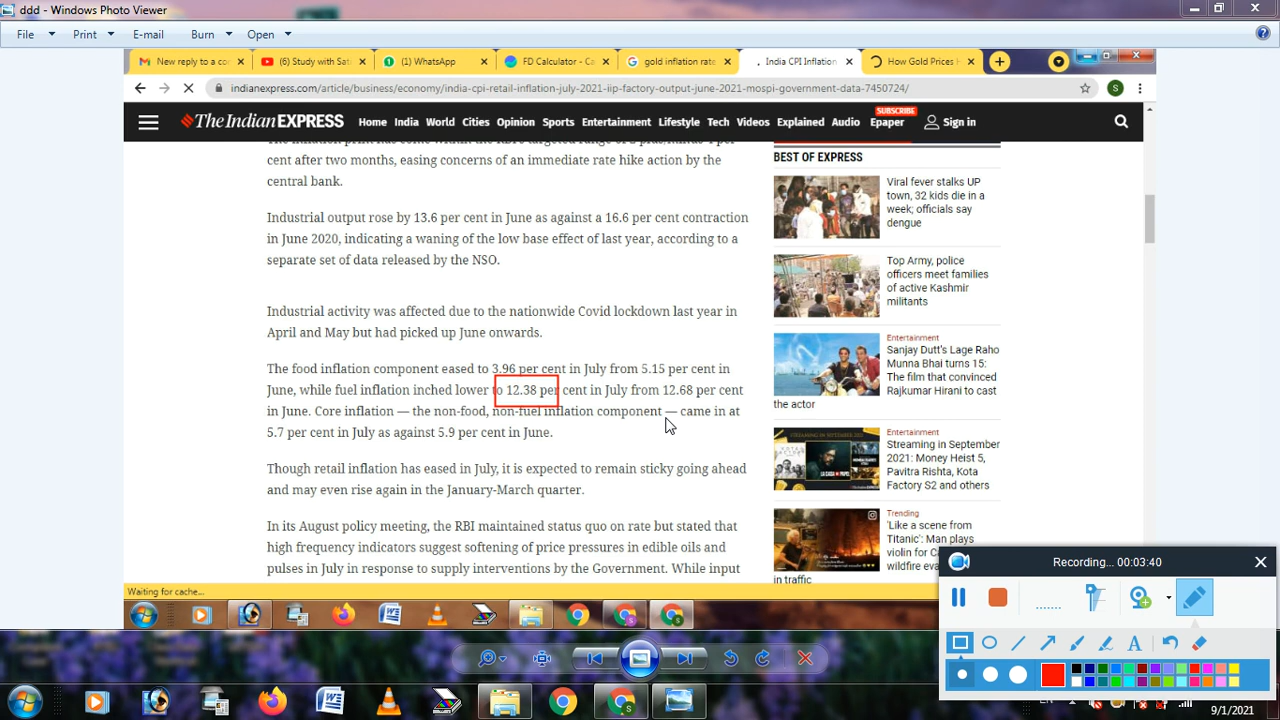 ddd - Windows Photo Viewer
File Print E-mail Burn Open
New reply to a co
(6) Study with Sat
(1) WhatsApp
FD Calculator - Ca
gold inflation rate
India CPI Inflation
How Gold Prices H
indianexpress.com/article/business/economy/india-cpi-retail-inflation-july-2021-iip-factory-output-june-2021-mospi-government-data-7450724/
S
The Indian EXPRESS
Home India World Cities Opinion Sports Entertainment Lifestyle Tech Videos Explained Audio Epaper Sign in
SUBSCRIBE
cent after two months, easing concerns of an immediate rate hike action by the
central bank.
Industrial output rose by 13.6 per cent in June as against a 16.6 per cent contraction
in June 2020, indicating a waning of the low base effect of last year, according to a
separate set of data released by the NSO.
Industrial activity was affected due to the nationwide Covid lockdown last year in
April and May but had picked up June onwards.
The food inflation component eased to 3.96 per cent in July from 5.15 per cent in
June, while fuel inflation inched lower to 12.38 per cent in July from 12.68 per cent
in June. Core inflation — the non-food, non-fuel inflation component — came in at
5.7 per cent in July as against 5.9 per cent in June.
Though retail inflation has eased in July, it is expected to remain sticky going ahead
and may even rise again in the January-March quarter.
In its August policy meeting, the RBI maintained status quo on rate but stated that
high frequency indicators suggest softening of price pressures in edible oils and
pulses in July in response to supply interventions by the Government. While input
BEST OF EXPRESS
Viral fever stalks UP
town, 32 kids die in a
week; officials say
dengue
Top Army, police
officers meet families
of active Kashmir
militants
Entertainment
Sanjay Dutt's Lage Raho
Munna Bhai turns 15:
The film that convinced
Rajkumar Hirani to cast
the actor
Entertainment
Streaming in September
2021: Money Heist 5,
Pavitra Rishta, Kota
Factory S2 and others
Trending
'Like a scene from
Titanic': Man plays
violin for
wildfire
in traffic
Waiting for cache...
Recording... 00:03:40
A
EN
9/1/2021